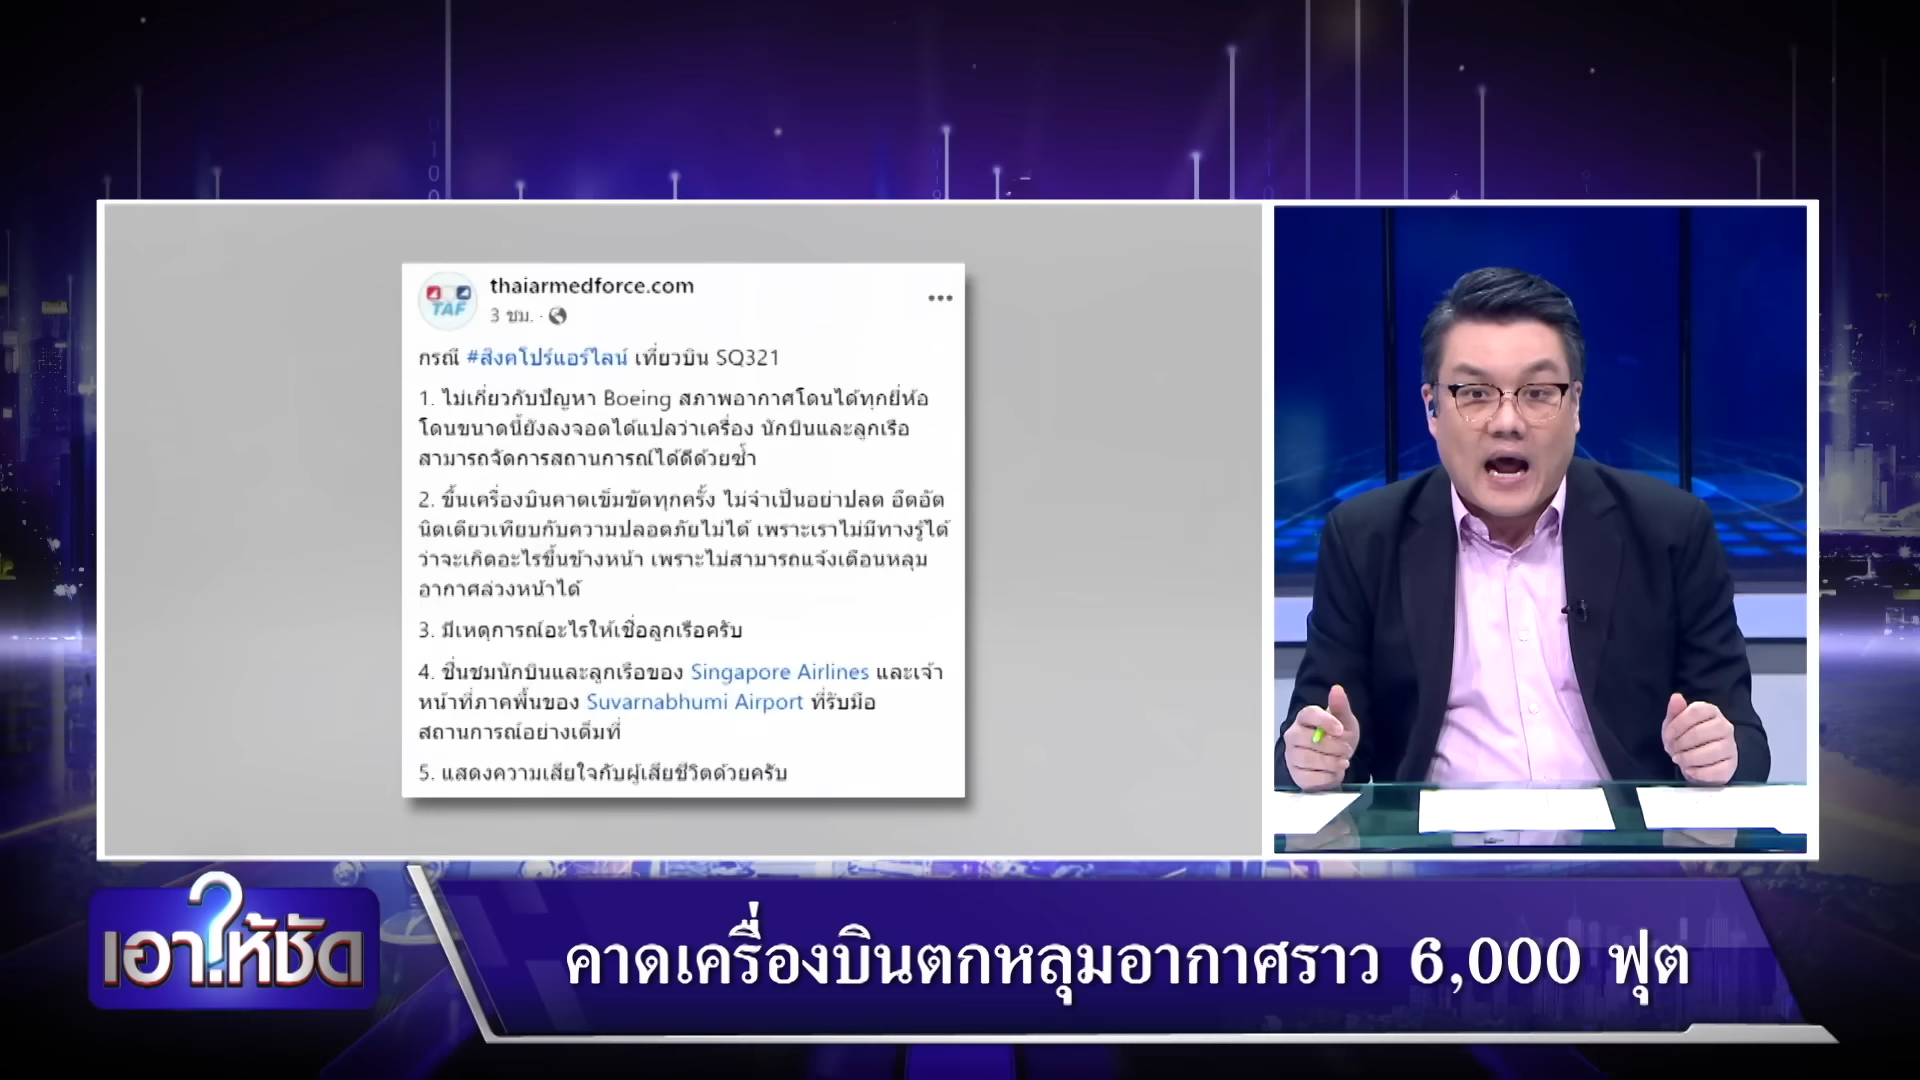 thaiarmedforce.com
TAF
3 ชม.
กรณี #สิงคโปร์แอร์ไลน์ เที่ยวบิน SQ321
1. ไม่เกี่ยวกับปัญหา Boeing สภาพอากาศโดนได้ทุกยี่ห้อ
โดนขนาดนี้ยังลงจอดได้แปลว่าเครื่อง นักบินและลูกเรือ
สามารถจัดการสถานการณ์ได้ดีด้วยซ้ำ
2. ขึ้นเครื่องบินคาดเข็มขัดทุกครั้ง ไม่จำเป็นอย่าปลด อึดอัด
นิดเดียวเทียบกับความปลอดภัยไม่ได้ เพราะเราไม่มีทางรู้ได้
ว่าจะเกิดอะไรขึ้นข้างหน้า เพราะไม่สามารถแจ้งเตือนหลุม
อากาศล่วงหน้าได้
3. มีเหตุการณ์อะไรให้เชื่อลูกเรือครับ
4. ชื่นชมนักบินและลูกเรือของ Singapore Airlines และเจ้า
หน้าที่ภาคพื้นของ Suvarnabhumi Airport ที่รับมือ
สถานการณ์อย่างเต็มที่
5. แสดงความเสียใจกับผู้เสียชีวิตด้วยครับ
เอาให้ชัด
คาดเครื่องบินตกหลุมอากาศราว 6,000 ฟุต